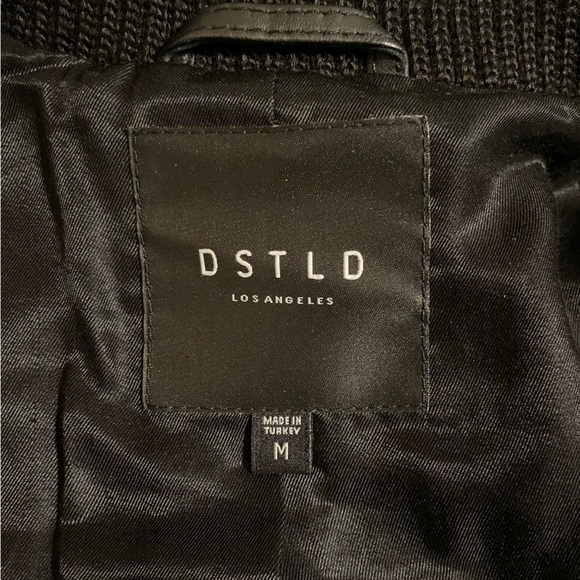 DSTLD
LOS ANGELES
MADE IN
TURKEY
M